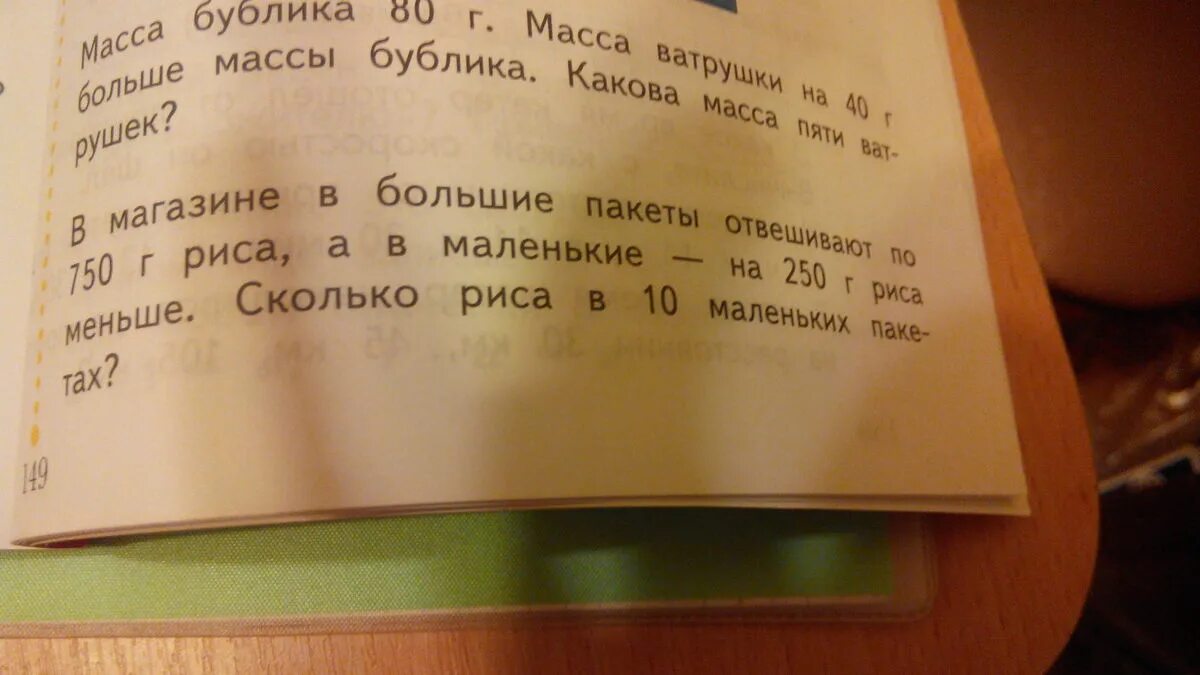 Масса бублика 80 г. Масса ватрушки на 40 г
больше массы бублика. Какова масса пяти ват-
рушек?
В магазине в большие пакеты отвешивают по
750 г риса, а в маленькие — на 250 г риса
меньше. Сколько риса в 10 маленьких паке-
тах?
149